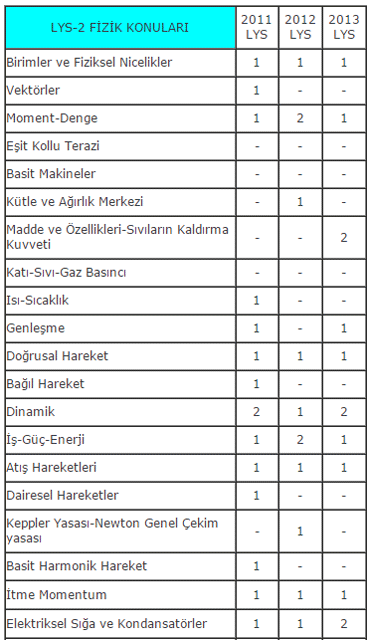 LYS-2 FİZİK KONULARI 2011 LYS 2012 LYS 2013 LYS
Birimler ve Fiziksel Nicelikler 1 1 1
Vektörler 1 - -
Moment-Denge 1 2 1
Eşit Kollu Terazi - - -
Basit Makineler - - -
Kütle ve Ağırlık Merkezi - 1 -
Madde ve Özellikleri-Sıvıların Kaldırma
Kuvveti - - 2
Katı-Sıvı-Gaz Basıncı - - -
Isı-Sıcaklık 1 - -
Genleşme 1 - 1
Doğrusal Hareket 1 1 1
Bağıl Hareket 1 - -
Dinamik 2 1 2
İş-Güç-Enerji 1 2 1
Atış Hareketleri 1 1 1
Dairesel Hareketler 1 - -
Keppler Yasası-Newton Genel Çekim
yasası - 1 -
Basit Harmonik Hareket 1 - -
İtme Momentum 1 1 1
Elektriksel Sığa ve Kondansatörler 1 1 2